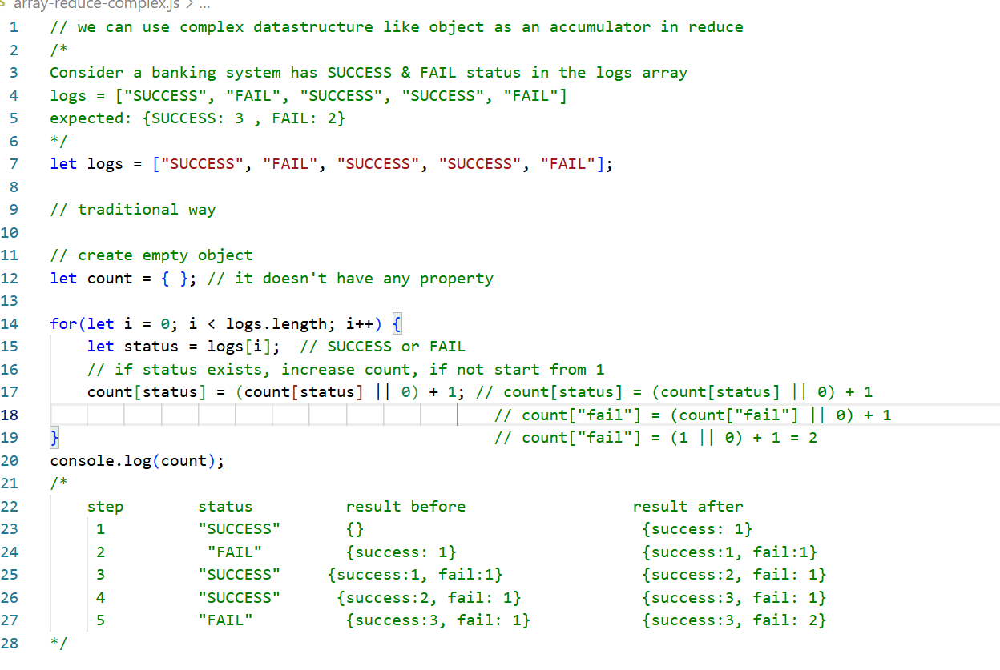 array-reduce-complex.js > ...
1 // we can use complex datastructure like object as an accumulator in reduce
2 /*
3 Consider a banking system has SUCCESS & FAIL status in the logs array
4 logs = ["SUCCESS", "FAIL", "SUCCESS", "SUCCESS", "FAIL"]
5 expected: {SUCCESS: 3 , FAIL: 2}
6 */
7 let logs = ["SUCCESS", "FAIL", "SUCCESS", "SUCCESS", "FAIL"];
8
9 // traditional way
10
11 // create empty object
12 let count = { }; // it doesn't have any property
13
14 for(let i = 0; i < logs.length; i++) {
15     let status = logs[i];  // SUCCESS or FAIL
16     // if status exists, increase count, if not start from 1
17     count[status] = (count[status] || 0) + 1; // count[status] = (count[status] || 0) + 1
18                                                 // count["fail"] = (count["fail"] || 0) + 1
19 }                                               // count["fail"] = (1 || 0) + 1 = 2
20 console.log(count);
21 /*
22     step        status          result before                  result after
23      1          "SUCCESS"       {}                              {success: 1}
24      2           "FAIL"         {success: 1}                    {success:1, fail:1}
25      3          "SUCCESS"     {success:1, fail:1}               {success:2, fail: 1}
26      4          "SUCCESS"      {success:2, fail: 1}             {success:3, fail: 1}
27      5          "FAIL"          {success:3, fail: 1}            {success:3, fail: 2}
28 */